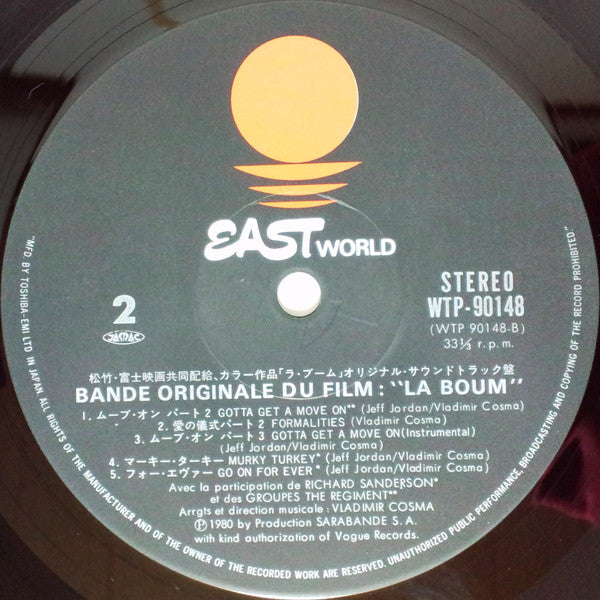 EAST WORLD
STEREO
WTP-90148
(WTP 90148-B)
33⅓ r.p.m.
2
JASRAC
松竹・富士映画共同配給、カラー作品「ラ・ブーム」オリジナル・サウンドトラック盤
BANDE ORIGINALE DU FILM: "LA BOUM"
1. ムーブ・オン パート2 GOTTA GET A MOVE ON** (Jeff Jordan/Vladimir Cosma)
2. 愛の儀式パート2 FORMALITIES (Vladimir Cosma)
3. ムーブ・オン パート3 GOTTA GET A MOVE ON(Instrumental)
(Jeff Jordan/Vladimir Cosma)
4. マーキー・ターキー MURKY TURKEY* (Jeff Jordan/Vladimir Cosma)
5. フォー・エヴァー GO ON FOR EVER* (Jeff Jordan/Vladimir Cosma)
Avec la participation de RICHARD SANDERSON*
et des GROUPES THE REGIMENT**
Arrgts et direction musicale: VLADIMIR COSMA
Ⓟ1980 by Production SARABANDE S.A.
with kind authorization of Vogue Records.
"MFD. BY TOSHIBA-EMI LTD. IN JAPAN. ALL RIGHTS OF THE MANUFACTURER AND OF THE OWNER OF THE RECORDED WORK ARE RESERVED. UNAUTHORIZED PUBLIC PERFORMANCE, BROADCASTING AND COPYING OF THE RECORD PROHIBITED."